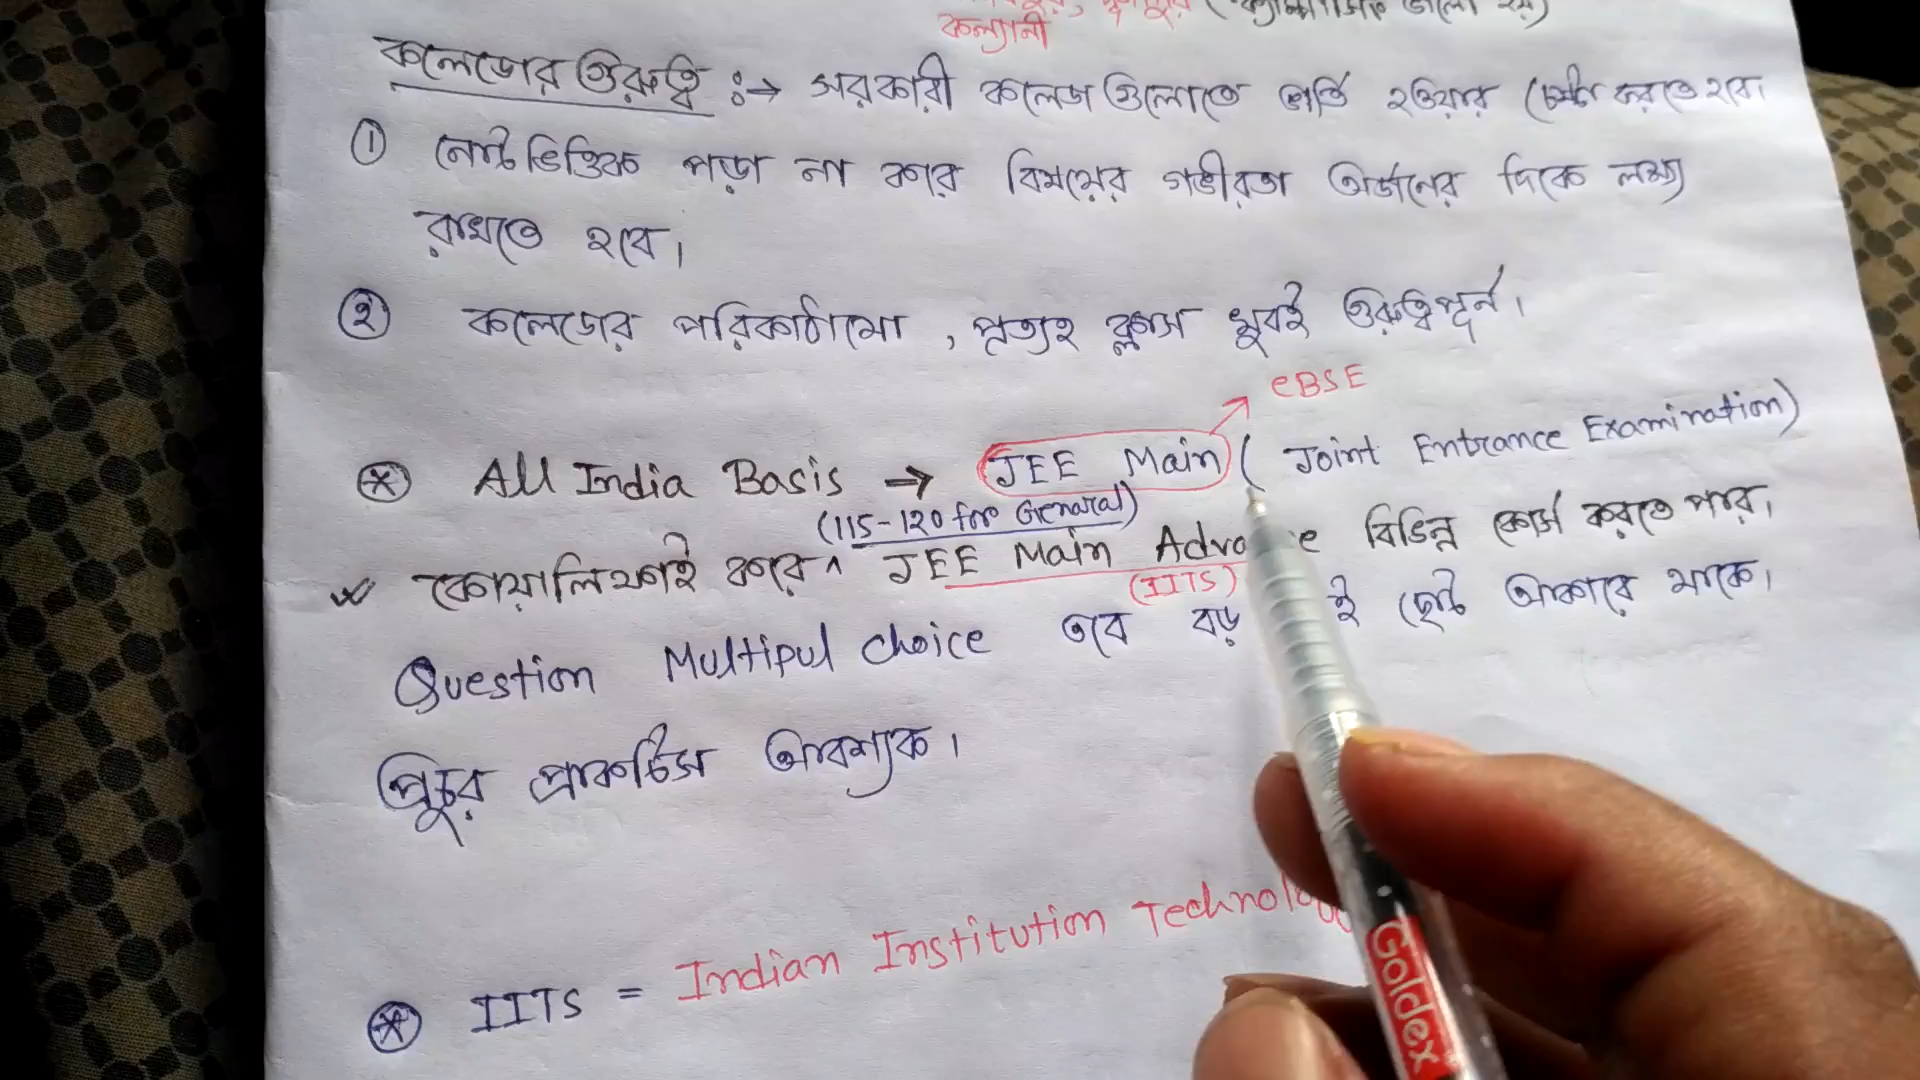 কল্যানী
কলেজের গুরুত্ব :→ সরকারী কলেজ গুলোতে ভর্তি হওয়ার চেষ্টা করতে হবে।
① নোট ভিত্তিক পড়া না করে বিষয়ের গভীরতা অর্জনের দিকে লক্ষ্য
রাখতে হবে।
② কলেজের পরিকাঠামো, প্রত্যহ ক্লাস খুবই গুরুত্বপূর্ন।
CBSE
All India Basis → JEE Main ( Joint Entrance Examination)
(115-120 for General)
কোয়ালিফাই করে ^ JEE Main Adva e বিভিন্ন কোর্স করতে পারে।
(IITS)
Question Multipul choice তবে বড় ই ছোট আকারে থাকে।
প্রচুর প্রাকটিস আবশ্যক।
IITS = Indian Institution Technolo
Goldex